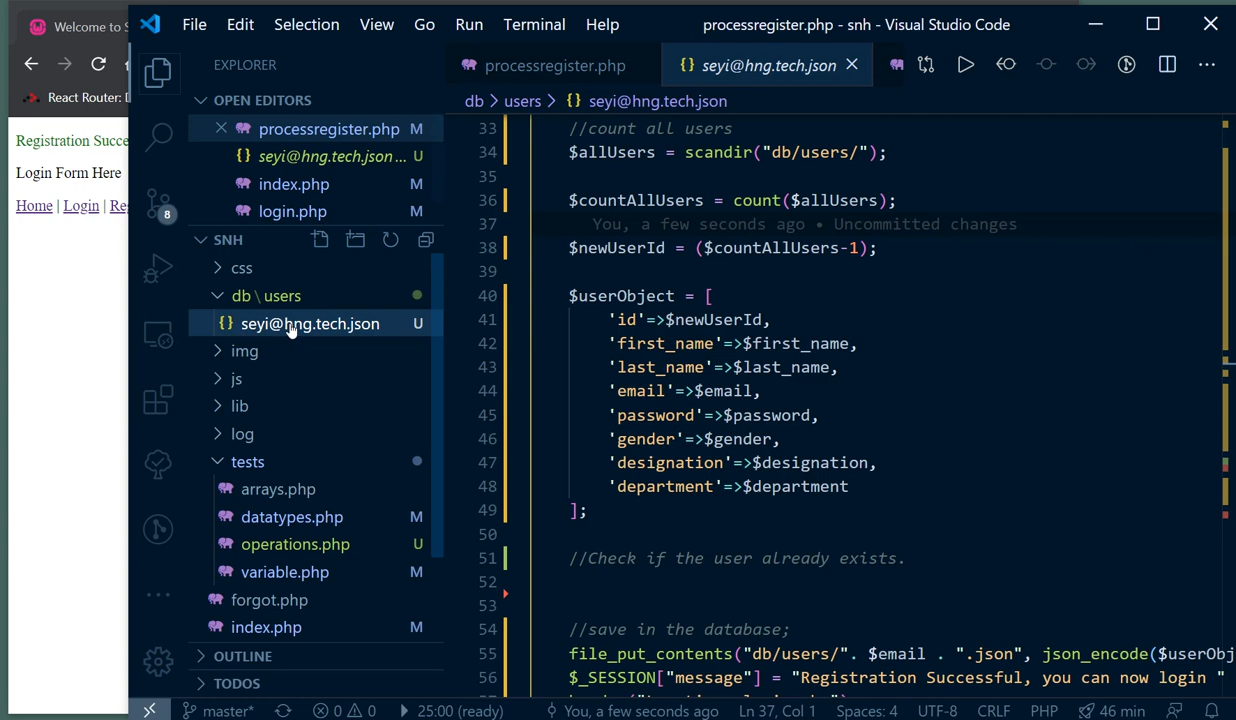 Welcome to S
React Router: D
Registration Succe
Login Form Here
Home | Login | Re
File Edit Selection View Go Run Terminal Help
processregister.php - snh - Visual Studio Code
EXPLORER
OPEN EDITORS
processregister.php M
seyi@hng.tech.json ... U
index.php M
login.php M
SNH
css
db \ users
seyi@hng.tech.json U
img
js
lib
log
tests
arrays.php
datatypes.php M
operations.php U
variable.php M
forgot.php
index.php M
OUTLINE
TODOS
8
processregister.php
seyi@hng.tech.json
db > users > {} seyi@hng.tech.json
33 //count all users
34 $allUsers = scandir("db/users/");
35
36 $countAllUsers = count($allUsers);
37 You, a few seconds ago • Uncommitted changes
38 $newUserId = ($countAllUsers-1);
39
40 $userObject = [
41 'id'=>$newUserId,
42 'first_name'=>$first_name,
43 'last_name'=>$last_name,
44 'email'=>$email,
45 'password'=>$password,
46 'gender'=>$gender,
47 'designation'=>$designation,
48 'department'=>$department
49 ];
50
51 //Check if the user already exists.
52
53
54 //save in the database;
55 file_put_contents("db/users/". $email . ".json", json_encode($userObj
56 $_SESSION["message"] = "Registration Successful, you can now login "
master* 0 0 25:00 (ready) You, a few seconds ago Ln 37, Col 1 Spaces: 4 UTF-8 CRLF PHP 46 min